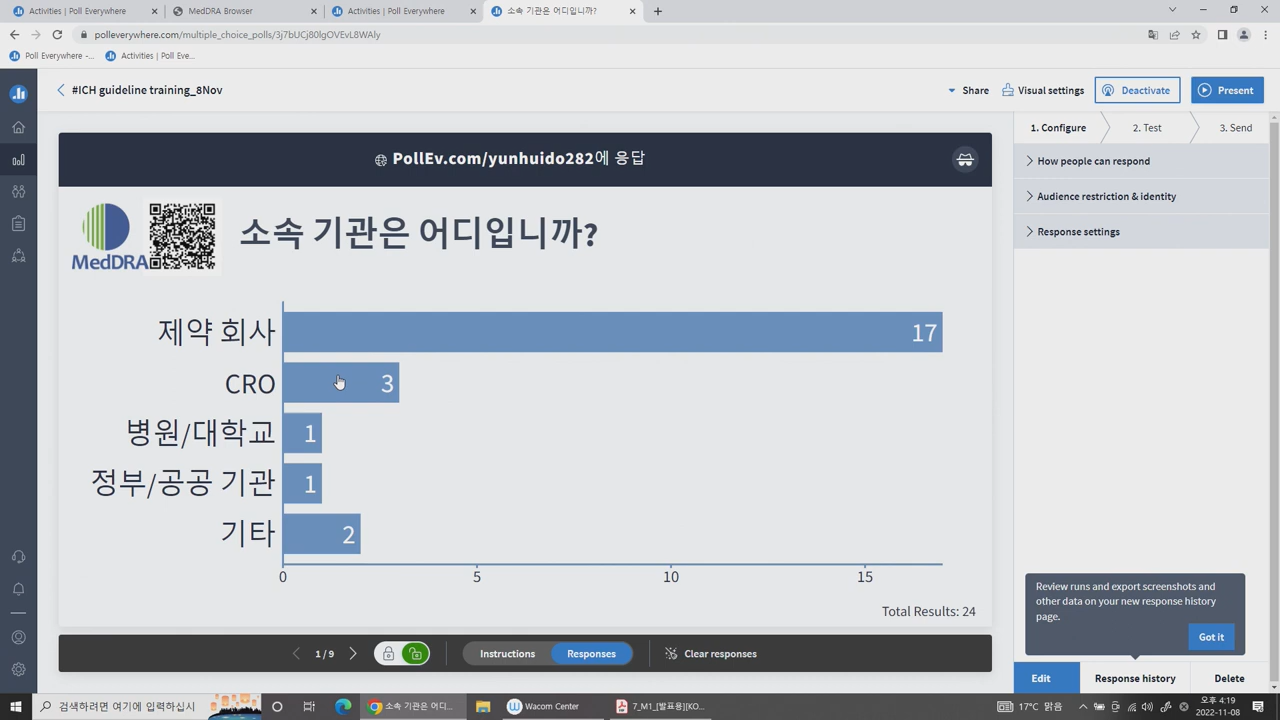 Activities | Poll Everywhere
MedDRA Browser
Activities | Poll Everywhere
소속 기관은 어디입니까?
polleverywhere.com/multiple_choice_polls/3j7bUCj80lgOVEvL8WAly
Poll Everywhere -...
Activities | Poll Eve...
#ICH guideline training_8Nov
Share
Visual settings
Deactivate
Present
1. Configure
2. Test
3. Send
How people can respond
Audience restriction & identity
Response settings
PollEv.com/yunhuido282에 응답
MedDRA
소속 기관은 어디입니까?
제약 회사
17
CRO
3
병원/대학교
1
정부/공공 기관
1
기타
2
0
5
10
15
Total Results: 24
Review runs and export screenshots and
other data on your new response history
page.
Got it
1 / 9
Instructions
Responses
Clear responses
Edit
Response history
Delete
검색하려면 여기에 입력하십시
소속 기관은 어디...
Wacom Center
7_M1_[발표용][KO...
17℃ 맑음
A
오후 4:19
2022-11-08